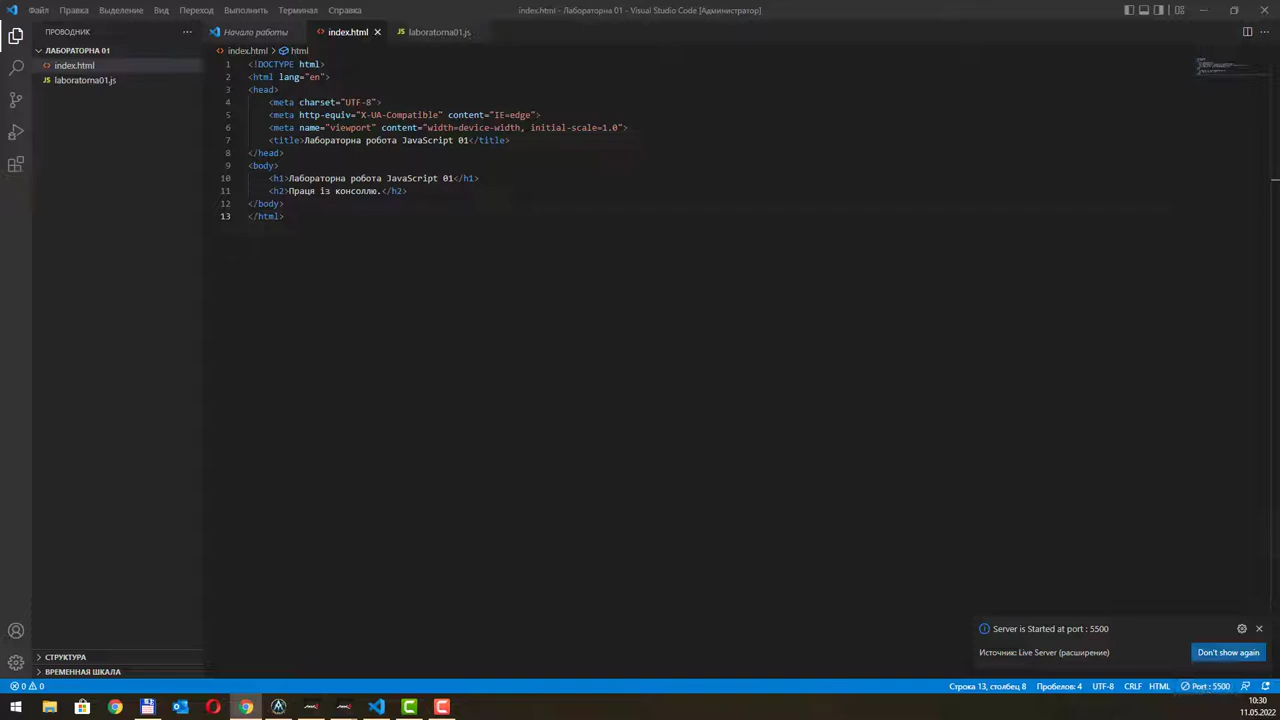 Файл Правка Выделение Вид Переход Выполнить Терминал Справка
index.html - Лабораторна 01 - Visual Studio Code [Администратор]
ПРОВОДНИК
Начало работы
index.html
laboratorna01.js
ЛАБОРАТОРНА 01
index.html
laboratorna01.js
index.html > html
1 <!DOCTYPE html>
2 <html lang="en">
3 <head>
4 <meta charset="UTF-8">
5 <meta http-equiv="X-UA-Compatible" content="IE=edge">
6 <meta name="viewport" content="width=device-width, initial-scale=1.0">
7 <title>Лабораторна робота JavaScript 01</title>
8 </head>
9 <body>
10 <h1>Лабораторна робота JavaScript 01</h1>
11 <h2>Праця із консоллю.</h2>
12 </body>
13 </html>
Server is Started at port : 5500
Источник: Live Server (расширение)
Don't show again
СТРУКТУРА
ВРЕМЕННАЯ ШКАЛА
0 0
Строка 13, столбец 8 Пробелов: 4 UTF-8 CRLF HTML Port : 5500
10:30
11.05.2022